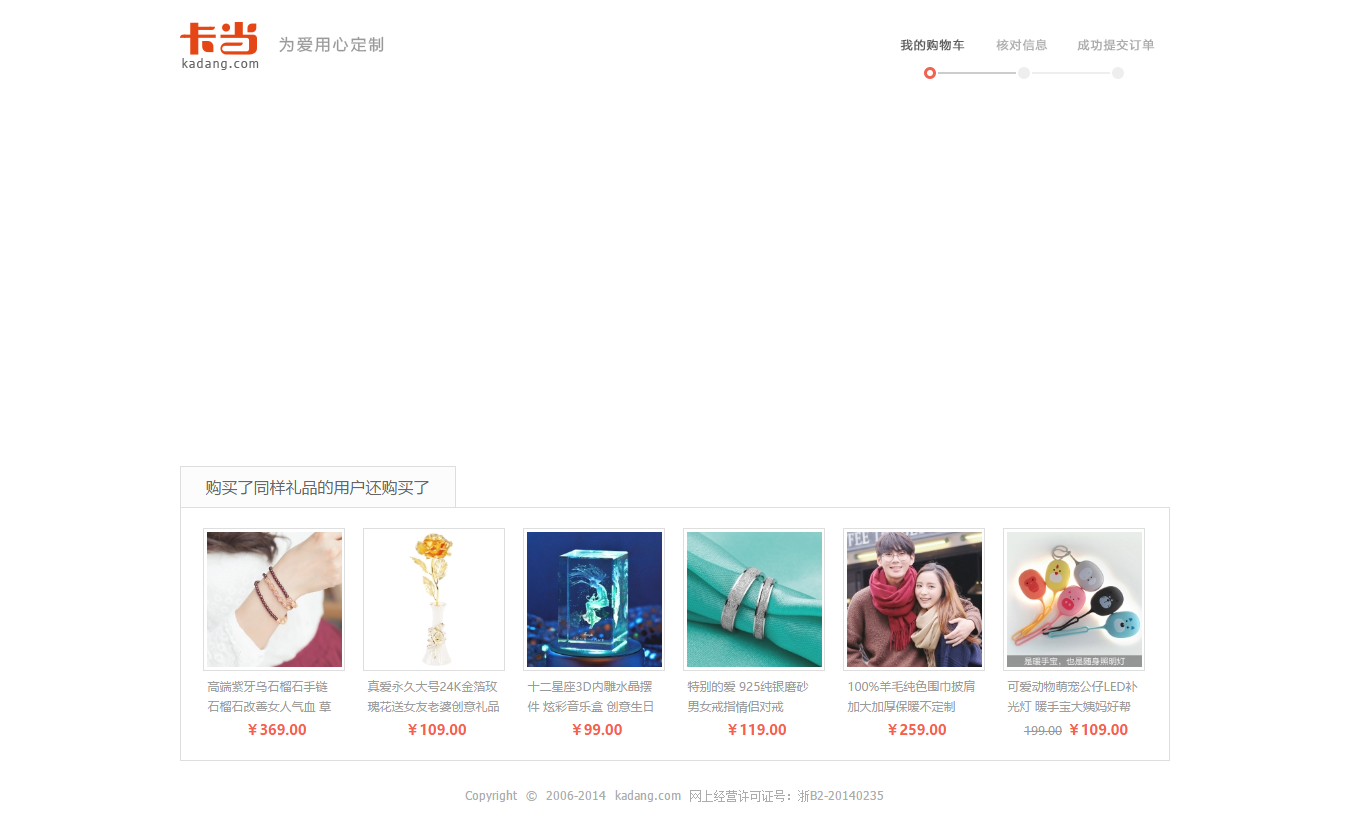 卡当
kadang.com
为爱用心定制
我的购物车 核对信息 成功提交订单
购买了同样礼品的用户还购买了
FEE L
是暖手宝，也是随身照明灯
高端紫牙乌石榴石手链
石榴石改善女人气血 草
￥369.00
真爱永久大号24K金箔玫
瑰花送女友老婆创意礼品
￥109.00
十二星座3D内雕水晶摆
件 炫彩音乐盒 创意生日
￥99.00
特别的爱 925纯银磨砂
男女戒指情侣对戒
￥119.00
100%羊毛纯色围巾披肩
加大加厚保暖不定制
￥259.00
可爱动物萌宠公仔LED补
光灯 暖手宝大姨妈好帮
199.00 ￥109.00
Copyright © 2006-2014 kadang.com 网上经营许可证号：浙B2-20140235